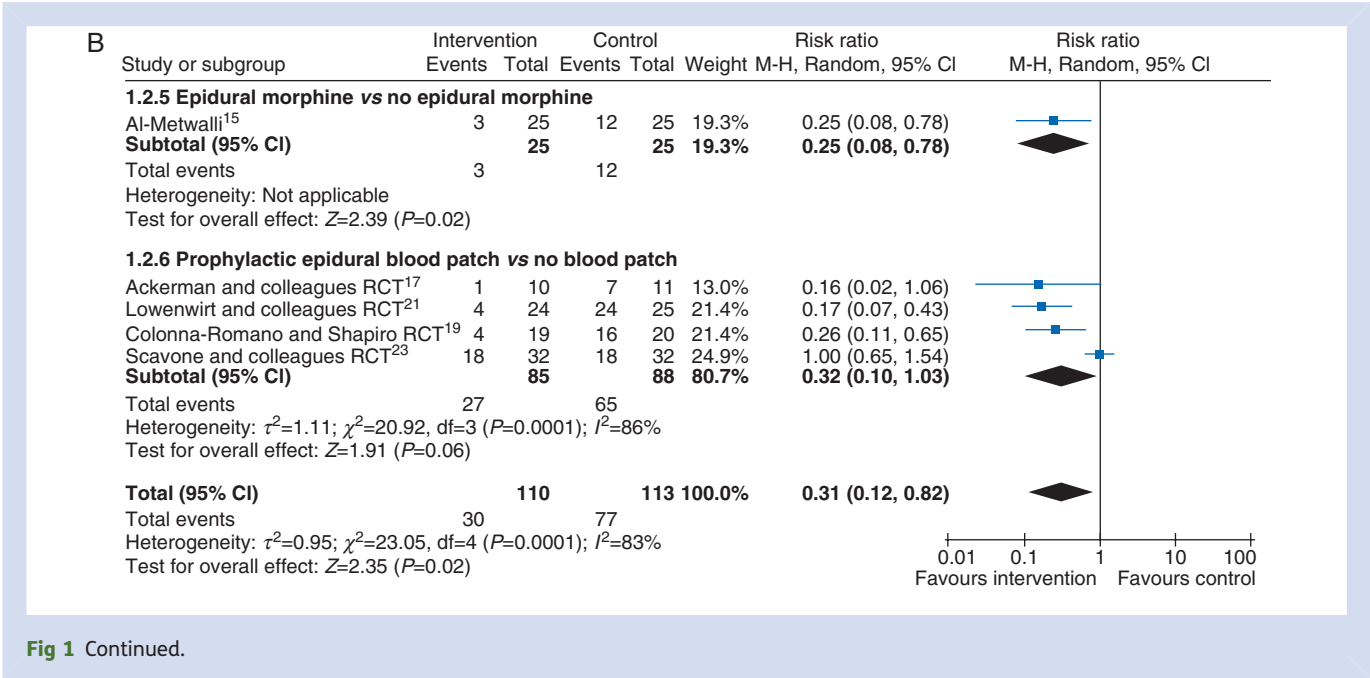 B
Intervention Control Risk ratio Risk ratio
Study or subgroup Events Total Events Total Weight M-H, Random, 95% CI M-H, Random, 95% CI
1.2.5 Epidural morphine vs no epidural morphine
Al-Metwalli15 3 25 12 25 19.3% 0.25 (0.08, 0.78)
Subtotal (95% CI) 25 25 19.3% 0.25 (0.08, 0.78)
Total events 3 12
Heterogeneity: Not applicable
Test for overall effect: Z=2.39 (P=0.02)
1.2.6 Prophylactic epidural blood patch vs no blood patch
Ackerman and colleagues RCT17 1 10 7 11 13.0% 0.16 (0.02, 1.06)
Lowenwirt and colleagues RCT21 4 24 24 25 21.4% 0.17 (0.07, 0.43)
Colonna-Romano and Shapiro RCT19 4 19 16 20 21.4% 0.26 (0.11, 0.65)
Scavone and colleagues RCT23 18 32 18 32 24.9% 1.00 (0.65, 1.54)
Subtotal (95% CI) 85 88 80.7% 0.32 (0.10, 1.03)
Total events 27 65
Heterogeneity: τ2=1.11; χ2=20.92, df=3 (P=0.0001); I2=86%
Test for overall effect: Z=1.91 (P=0.06)
Total (95% CI) 110 113 100.0% 0.31 (0.12, 0.82)
Total events 30 77
Heterogeneity: τ2=0.95; χ2=23.05, df=4 (P=0.0001); I2=83%
Test for overall effect: Z=2.35 (P=0.02)
0.01 0.1 1 10 100
Favours intervention Favours control
Fig 1 Continued.